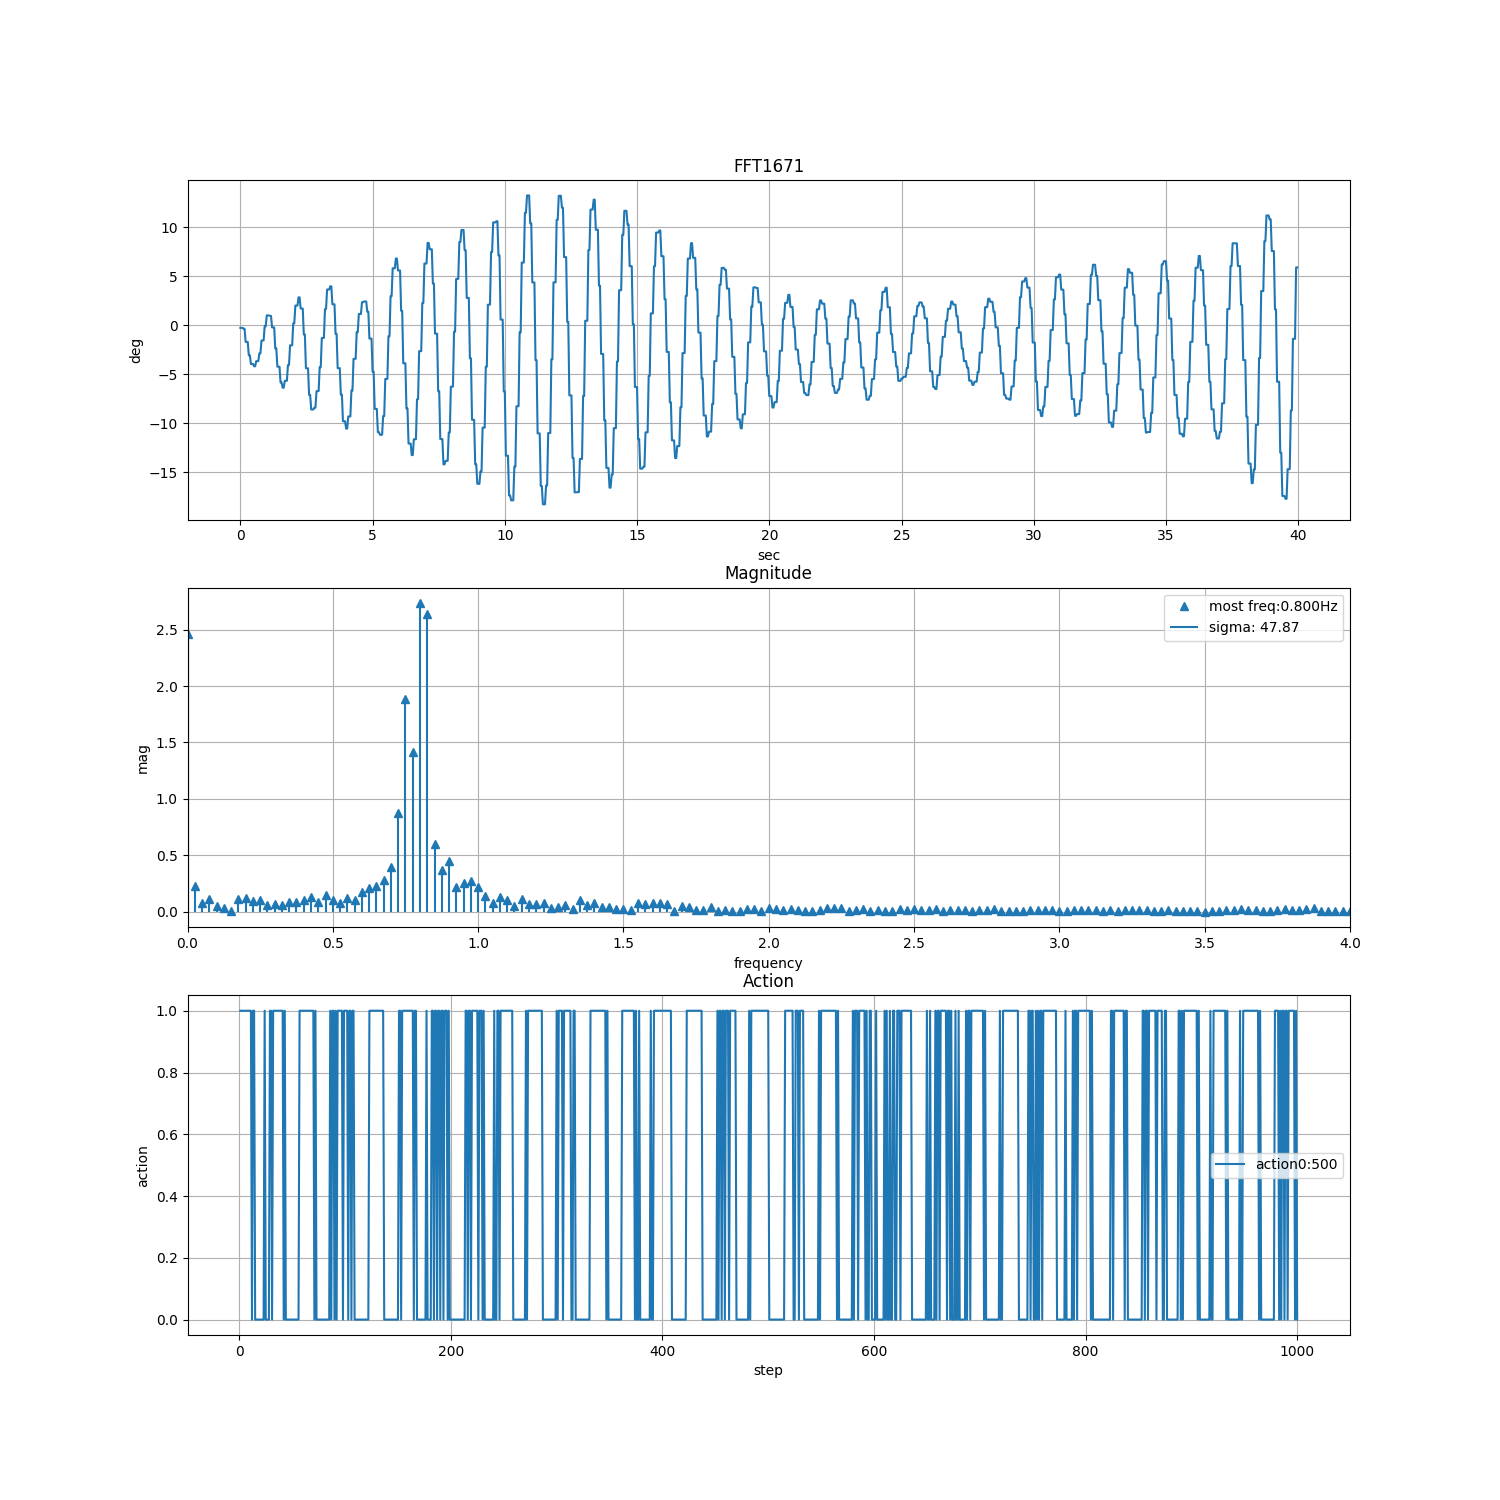 FFT1671
10
5
0
−5
−10
−15
deg
0 5 10 15 20 25 30 35 40
sec
Magnitude
most freq:0.800Hz
sigma: 47.87
2.5
2.0
1.5
1.0
0.5
0.0
mag
0.0 0.5 1.0 1.5 2.0 2.5 3.0 3.5 4.0
frequency
Action
1.0
0.8
0.6
0.4
0.2
0.0
action
action0:500
0 200 400 600 800 1000
step